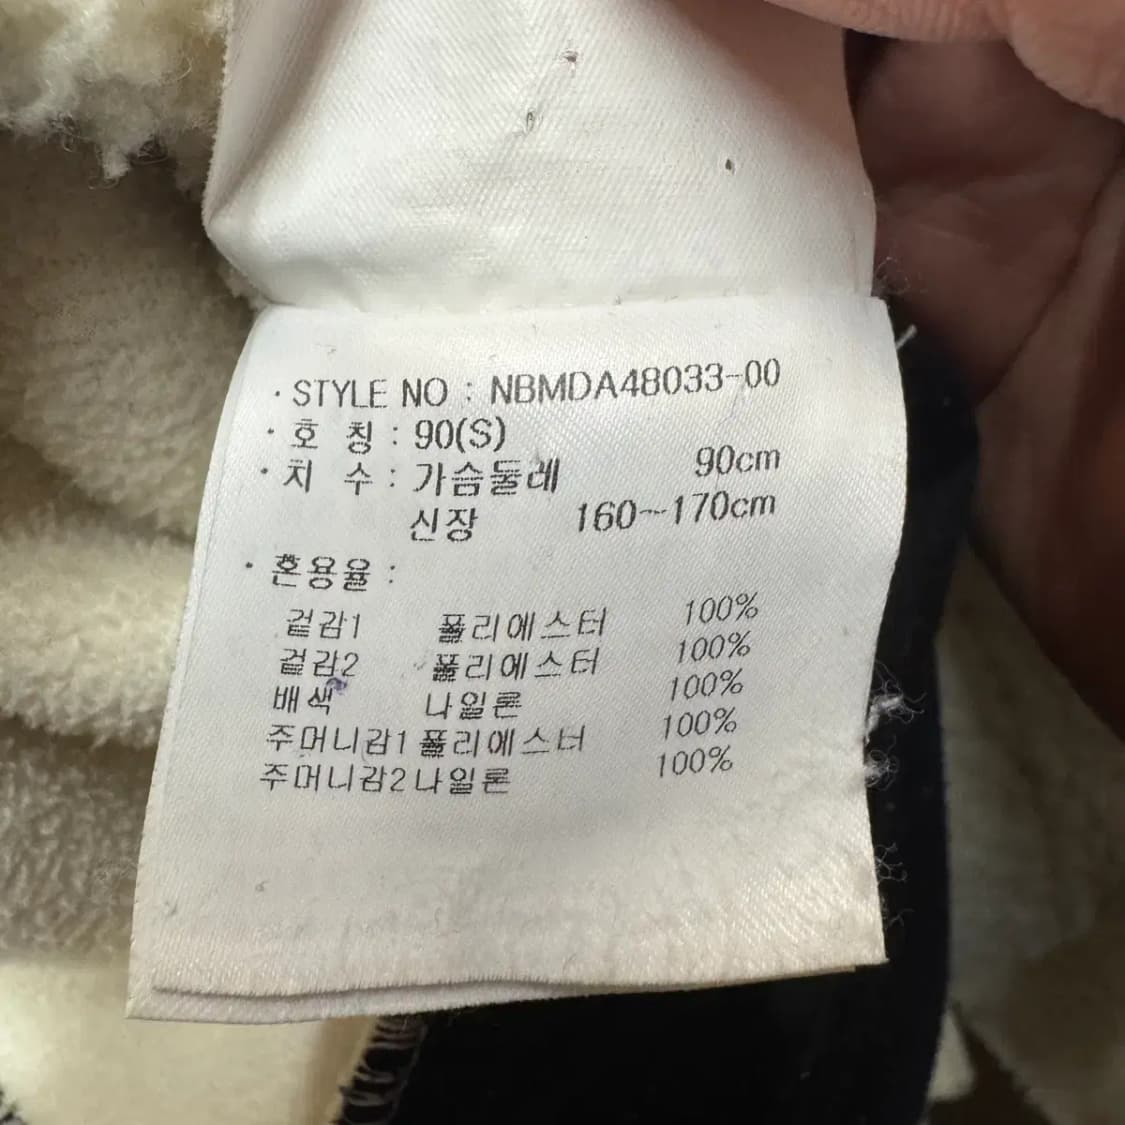 · STYLE NO : NBMDA48033-00
· 호 칭 : 90(S)
· 치 수 : 가슴둘레 90cm
신장 160~170cm
· 혼용율 :
겉감1 폴리에스터 100%
겉감2 폴리에스터 100%
배색 나일론 100%
주머니감1 폴리에스터 100%
주머니감2 나일론 100%